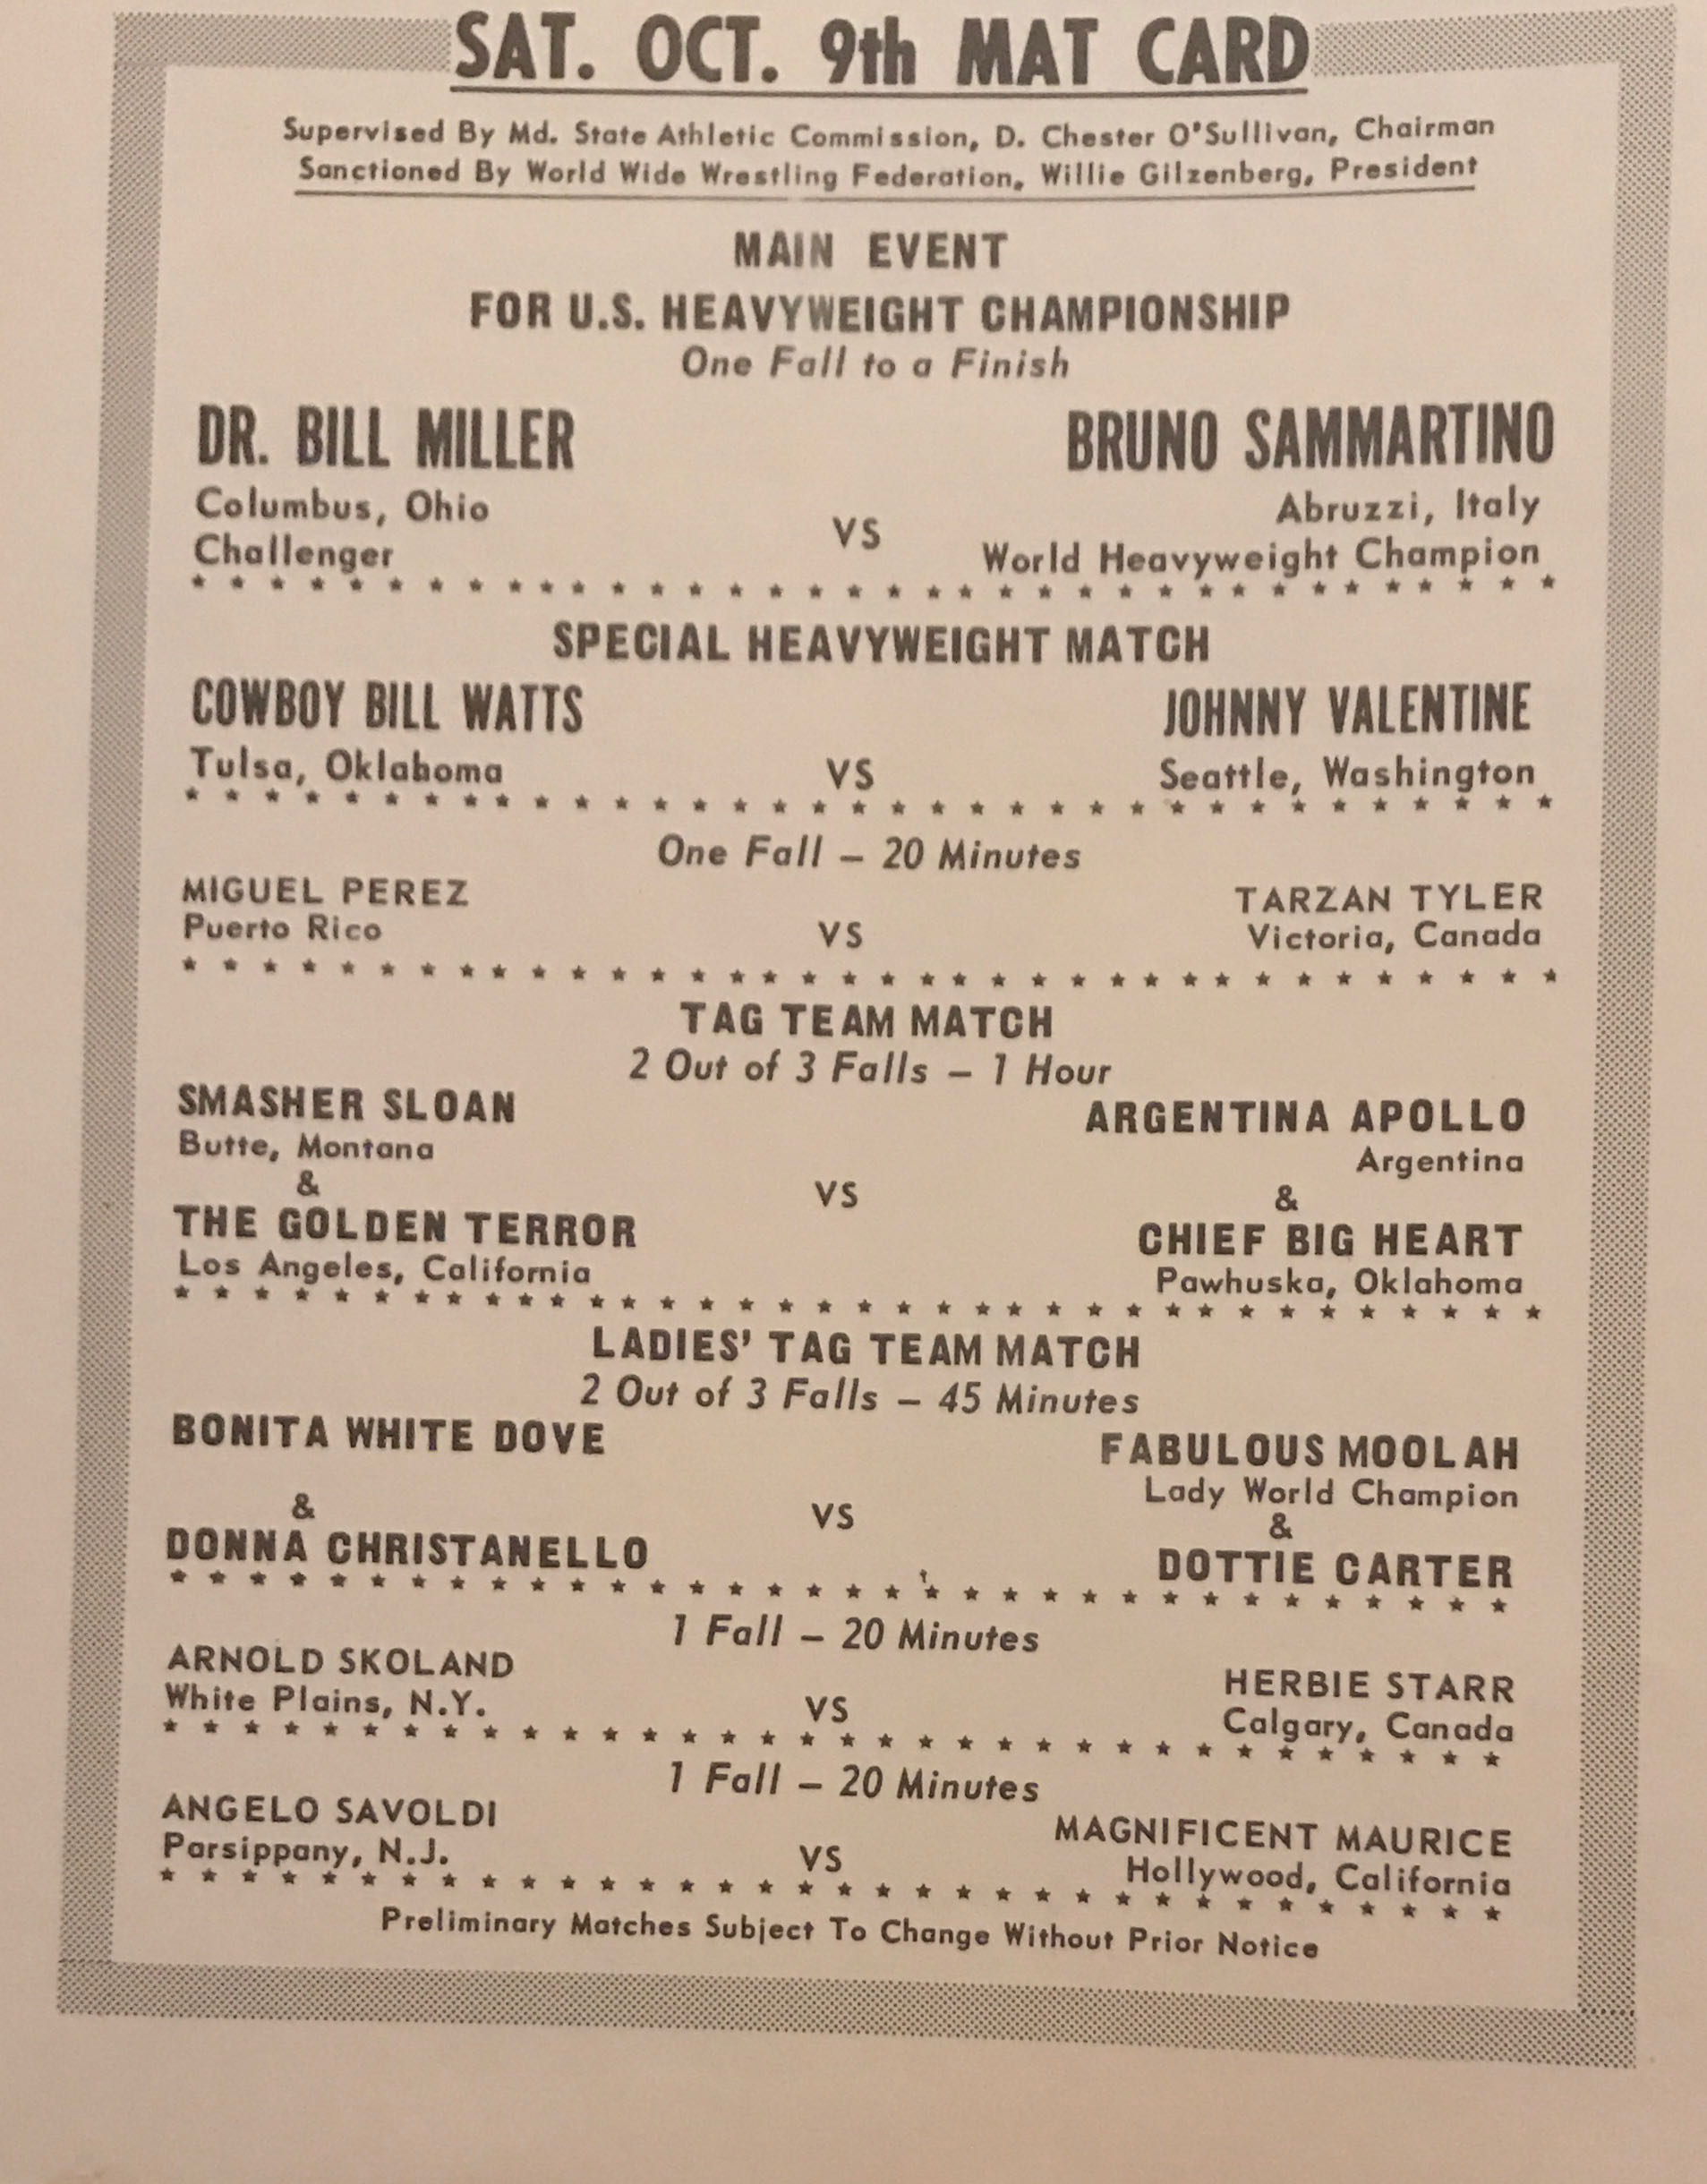 SAT. OCT. 9th MAT CARD
Supervised By Md. State Athletic Commission, D. Chester O'Sullivan, Chairman
Sanctioned By World Wide Wrestling Federation, Willie Gilzenberg, President
MAIN EVENT
FOR U.S. HEAVYWEIGHT CHAMPIONSHIP
One Fall to a Finish
DR. BILL MILLER BRUNO SAMMARTINO
Columbus, Ohio Abruzzi, Italy
VS
Challenger World Heavyweight Champion
SPECIAL HEAVYWEIGHT MATCH
COWBOY BILL WATTS JOHNNY VALENTINE
Tulsa, Oklahoma VS Seattle, Washington
One Fall – 20 Minutes
MIGUEL PEREZ TARZAN TYLER
Puerto Rico VS Victoria, Canada
TAG TEAM MATCH
2 Out of 3 Falls – 1 Hour
SMASHER SLOAN ARGENTINA APOLLO
Butte, Montana Argentina
& VS &
THE GOLDEN TERROR CHIEF BIG HEART
Los Angeles, California Pawhuska, Oklahoma
LADIES' TAG TEAM MATCH
2 Out of 3 Falls – 45 Minutes
BONITA WHITE DOVE FABULOUS MOOLAH
Lady World Champion
& VS &
DONNA CHRISTANELLO DOTTIE CARTER
1 Fall – 20 Minutes
ARNOLD SKOLAND HERBIE STARR
White Plains, N.Y. VS Calgary, Canada
1 Fall – 20 Minutes
ANGELO SAVOLDI MAGNIFICENT MAURICE
Parsippany, N.J. VS Hollywood, California
Preliminary Matches Subject To Change Without Prior Notice